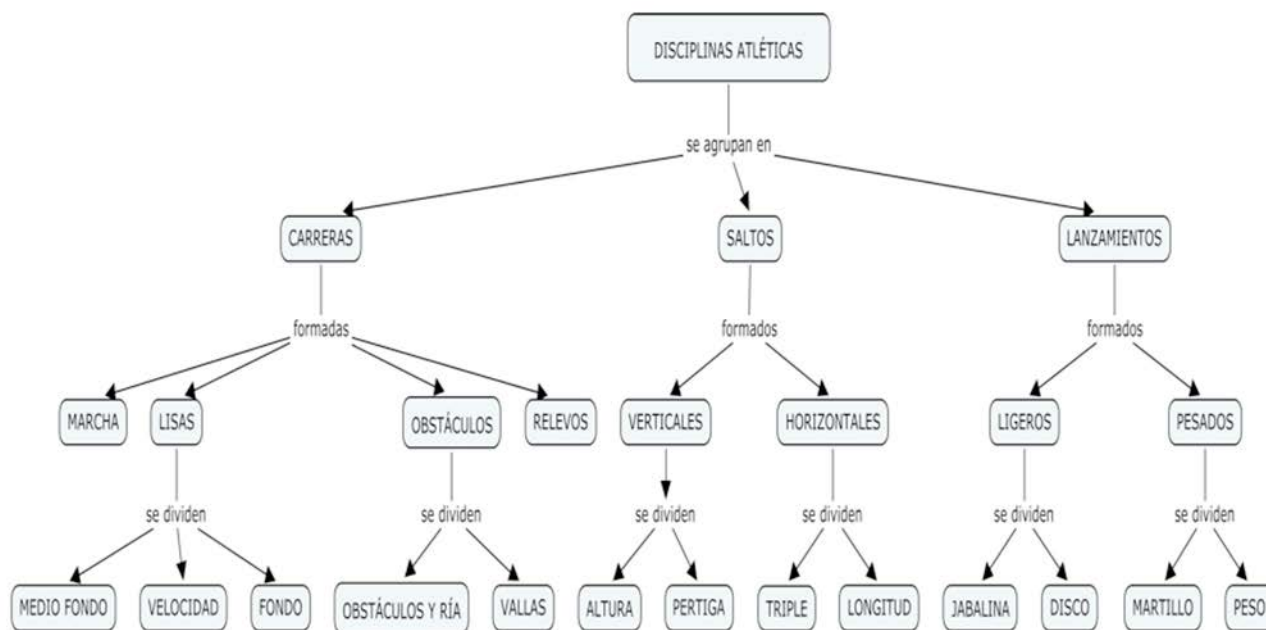 DISCIPLINAS ATLÉTICAS
se agrupan en
CARRERAS
SALTOS
LANZAMIENTOS
formadas
formados
formados
MARCHA
LISAS
OBSTÁCULOS
RELEVOS
VERTICALES
HORIZONTALES
LIGEROS
PESADOS
se dividen
se dividen
se dividen
se dividen
se dividen
se dividen
MEDIO FONDO
VELOCIDAD
FONDO
OBSTÁCULOS Y RÍA
VALLAS
ALTURA
PERTIGA
TRIPLE
LONGITUD
JABALINA
DISCO
MARTILLO
PESO